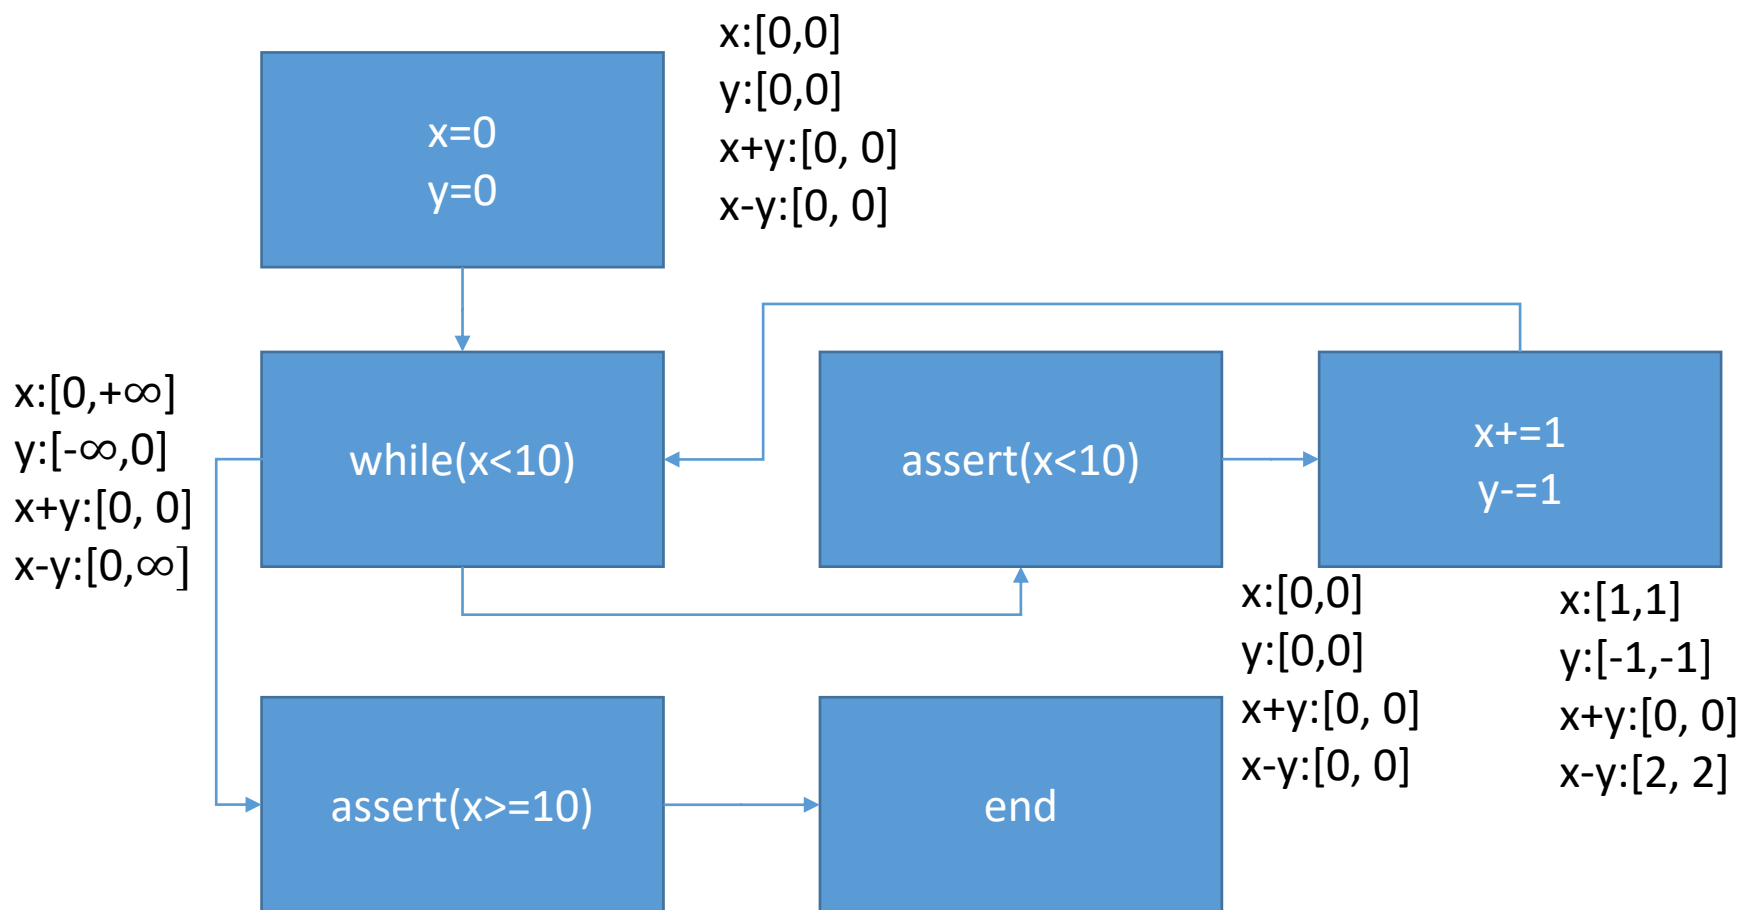 x=0
y=0
x:[0,0]
y:[0,0]
x+y:[0, 0]
x-y:[0, 0]
x:[0,+∞]
y:[-∞,0]
x+y:[0, 0]
x-y:[0,∞]
while(x<10)
assert(x<10)
x+=1
y-=1
x:[0,0]
y:[0,0]
x+y:[0, 0]
x-y:[0, 0]
x:[1,1]
y:[-1,-1]
x+y:[0, 0]
x-y:[2, 2]
assert(x>=10)
end